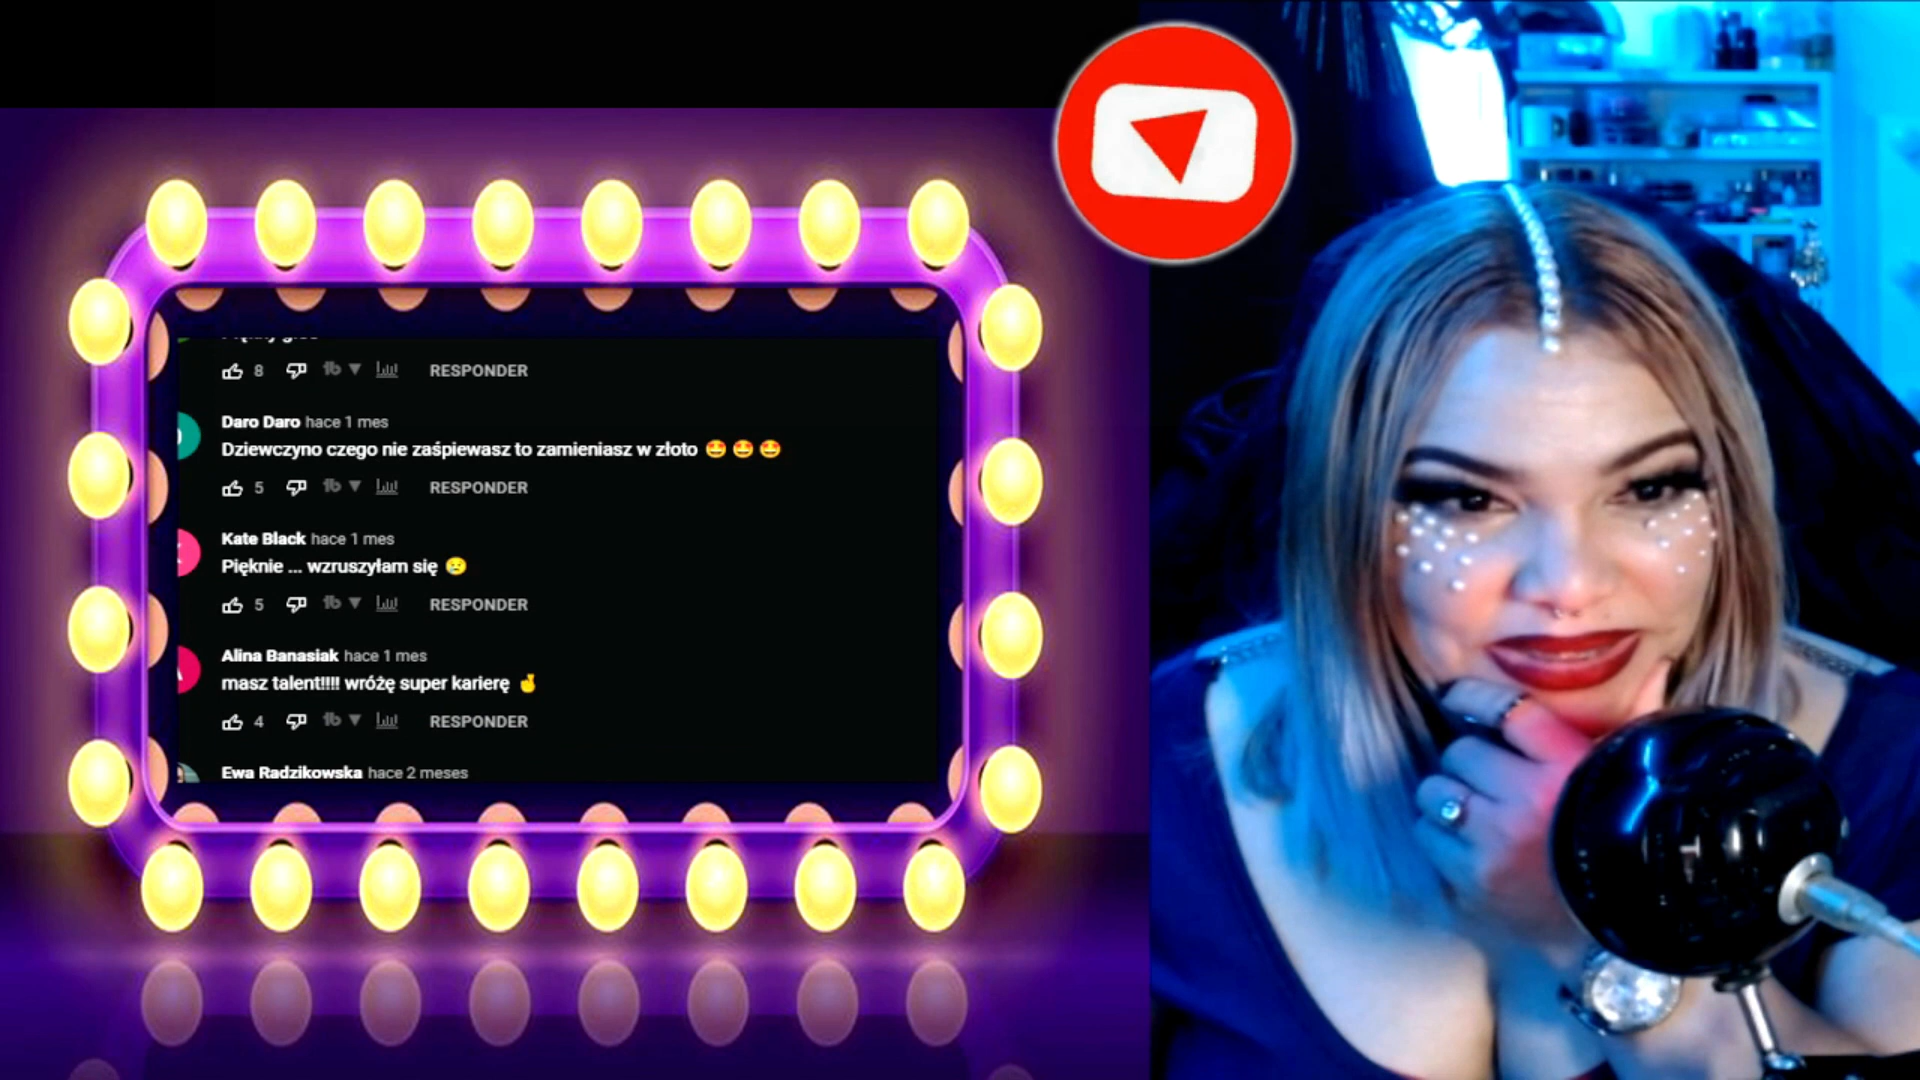 8 RESPONDER
Daro Daro hace 1 mes
Dziewczyno czego nie zaśpiewasz to zamieniasz w złoto 🤩 🤩 🤩
5 RESPONDER
Kate Black hace 1 mes
Pięknie ... wzruszyłam się 😢
5 RESPONDER
Alina Banasiak hace 1 mes
masz talent!!!! wróżę super karierę 🤞
4 RESPONDER
Ewa Radzikowska hace 2 meses